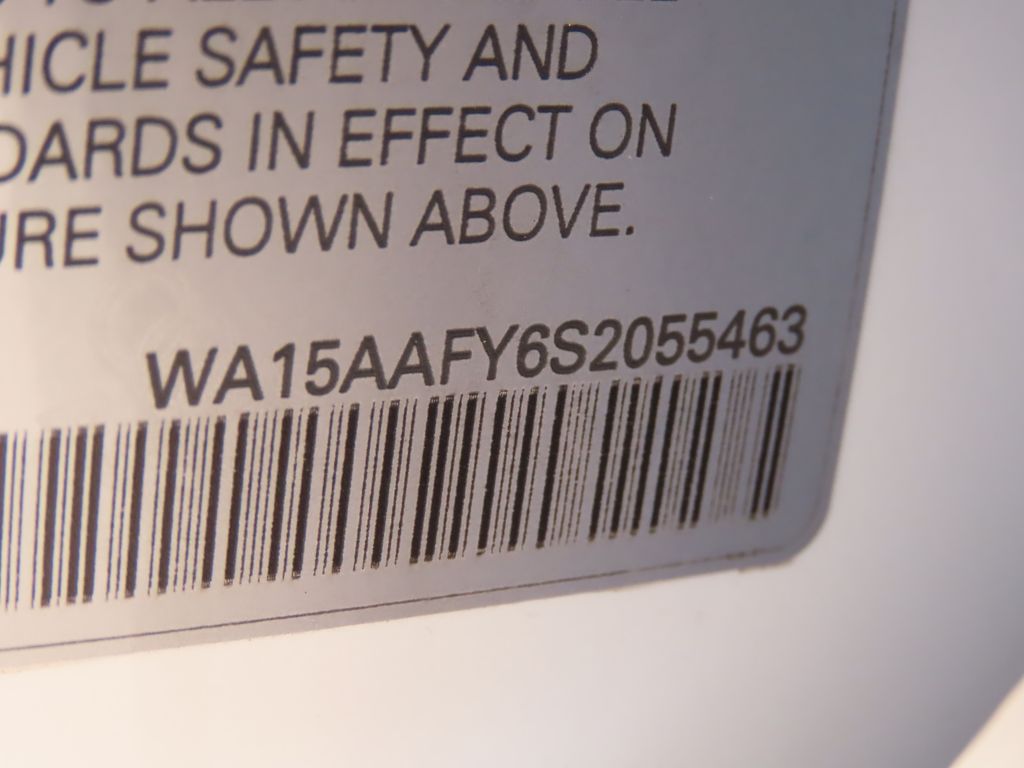 HICLE SAFETY AND
DARDS IN EFFECT ON
URE SHOWN ABOVE.
WA15AAFY6S2055463